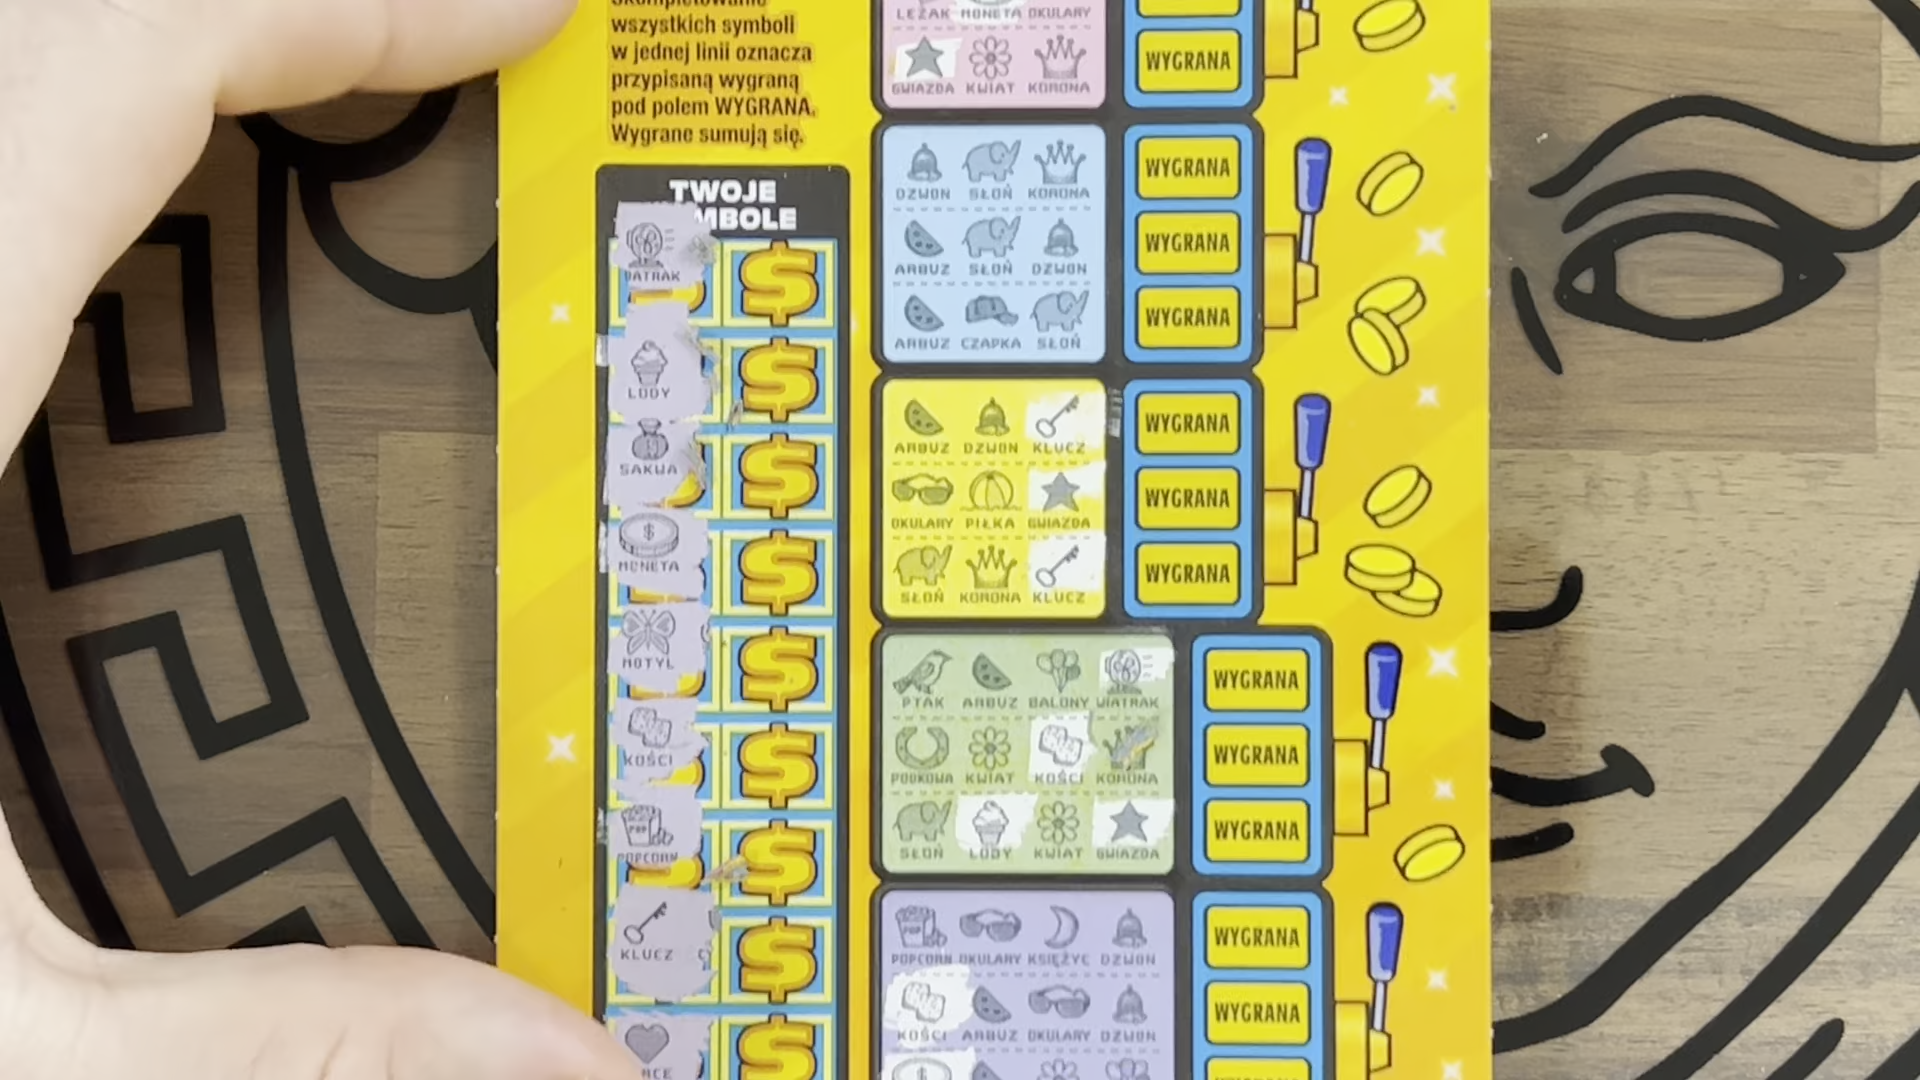 wszystkich symboli
w jednej linii oznacza
przypisaną wygraną
pod polem WYGRANA.
Wygrane sumują się.
TWOJE
MBOLE
WIATRAK
LODY
SAKWA
MONETA
MOTYL
KOŚCI
POPCORN
KLUCZ
LEŻAK MONETA OKULARY
GWIAZDA KWIAT KORONA
WYGRANA
DZWON SŁOŃ KORONA
WYGRANA
ARBUZ SŁOŃ DZWON
WYGRANA
ARBUZ CZAPKA SŁOŃ
WYGRANA
ARBUZ DZWON KLUCZ
WYGRANA
OKULARY PIŁKA GWIAZDA
WYGRANA
SŁOŃ KORONA KLUCZ
WYGRANA
PTAK ARBUZ BALONY WIATRAK
WYGRANA
PODKOWA KWIAT KOŚCI KORONA
WYGRANA
SŁOŃ LODY KWIAT GWIAZDA
WYGRANA
POPCORN OKULARY KSIĘŻYC DZWON
WYGRANA
KOŚCI ARBUZ OKULARY DZWON
WYGRANA